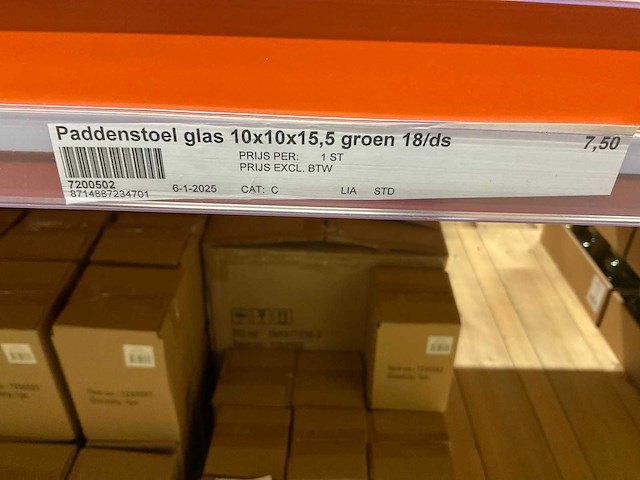 Paddenstoel glas 10x10x15,5 groen 18/ds 7,50
PRIJS PER: 1 ST
PRIJS EXCL. BTW
7200502
8714887234701 6-1-2025 CAT: C LIA STD